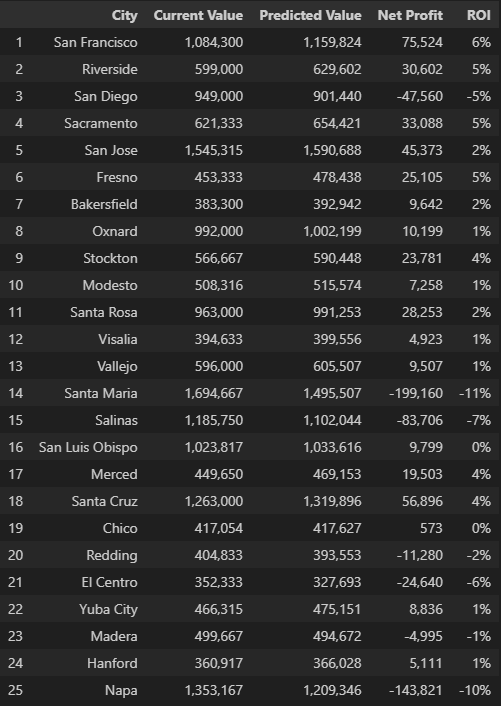 City Current Value Predicted Value Net Profit ROI
1 San Francisco 1,084,300 1,159,824 75,524 6%
2 Riverside 599,000 629,602 30,602 5%
3 San Diego 949,000 901,440 -47,560 -5%
4 Sacramento 621,333 654,421 33,088 5%
5 San Jose 1,545,315 1,590,688 45,373 2%
6 Fresno 453,333 478,438 25,105 5%
7 Bakersfield 383,300 392,942 9,642 2%
8 Oxnard 992,000 1,002,199 10,199 1%
9 Stockton 566,667 590,448 23,781 4%
10 Modesto 508,316 515,574 7,258 1%
11 Santa Rosa 963,000 991,253 28,253 2%
12 Visalia 394,633 399,556 4,923 1%
13 Vallejo 596,000 605,507 9,507 1%
14 Santa Maria 1,694,667 1,495,507 -199,160 -11%
15 Salinas 1,185,750 1,102,044 -83,706 -7%
16 San Luis Obispo 1,023,817 1,033,616 9,799 0%
17 Merced 449,650 469,153 19,503 4%
18 Santa Cruz 1,263,000 1,319,896 56,896 4%
19 Chico 417,054 417,627 573 0%
20 Redding 404,833 393,553 -11,280 -2%
21 El Centro 352,333 327,693 -24,640 -6%
22 Yuba City 466,315 475,151 8,836 1%
23 Madera 499,667 494,672 -4,995 -1%
24 Hanford 360,917 366,028 5,111 1%
25 Napa 1,353,167 1,209,346 -143,821 -10%